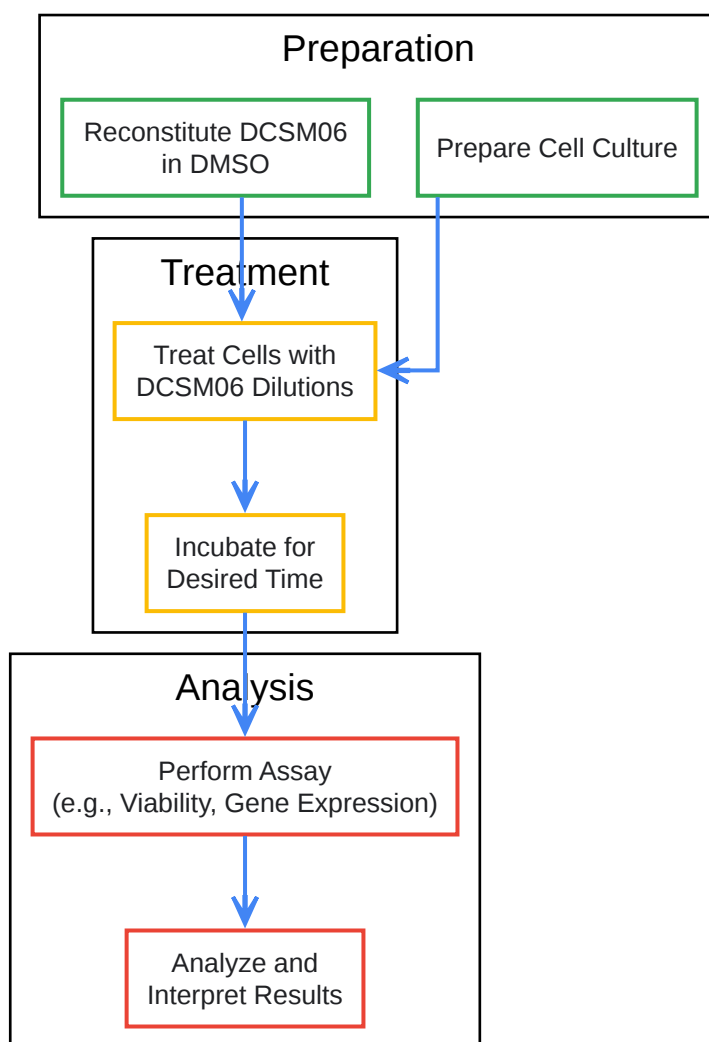 Preparation
Reconstitute DCSM06
in DMSO
Prepare Cell Culture
Treatment
Treat Cells with
DCSM06 Dilutions
Incubate for
Desired Time
Analysis
Perform Assay
(e.g., Viability, Gene Expression)
Analyze and
Interpret Results